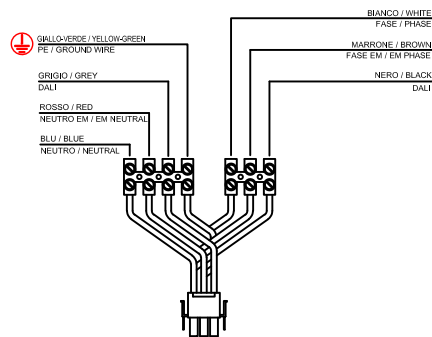 GIALLO-VERDE / YELLOW-GREEN
PE / GROUND WIRE
GRIGIO / GREY
DALI
ROSSO / RED
NEUTRO EM / EM NEUTRAL
BLU / BLUE
NEUTRO / NEUTRAL
BIANCO / WHITE
FASE / PHASE
MARRONE / BROWN
FASE EM / EM PHASE
NERO / BLACK
DALI